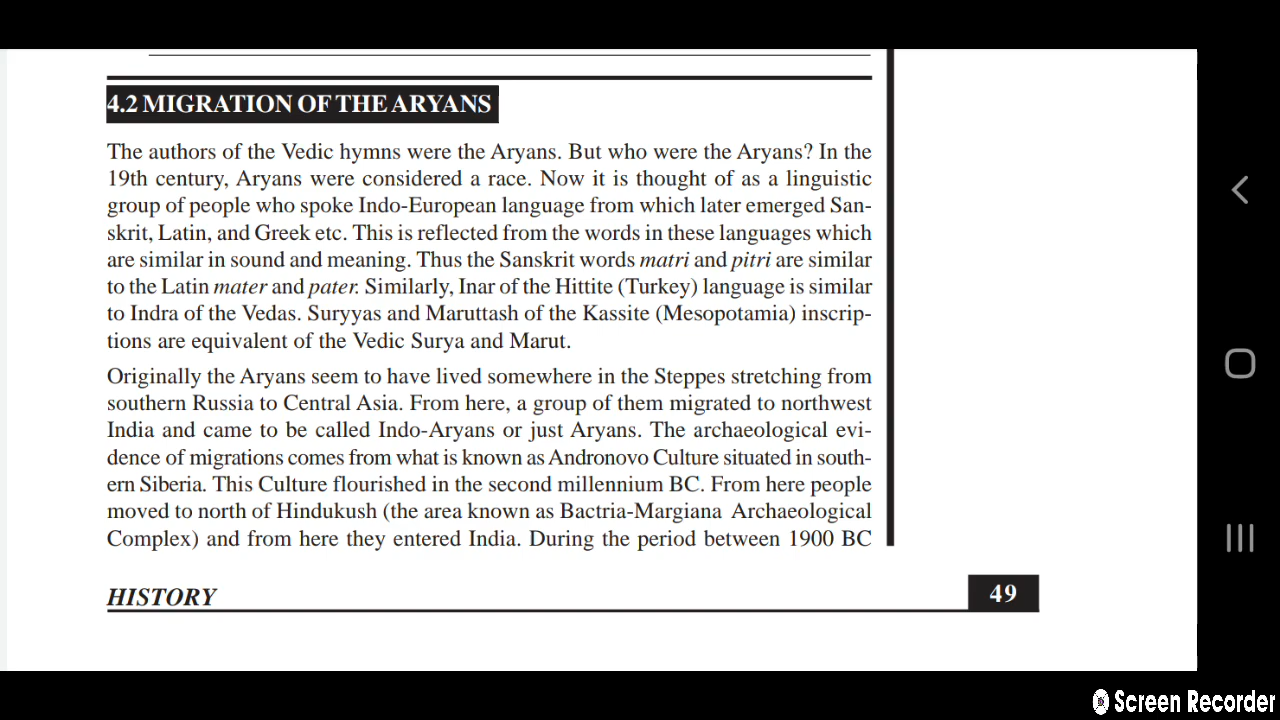 4.2 MIGRATION OF THE ARYANS
The authors of the Vedic hymns were the Aryans. But who were the Aryans? In the
19th century, Aryans were considered a race. Now it is thought of as a linguistic
group of people who spoke Indo-European language from which later emerged San-
skrit, Latin, and Greek etc. This is reflected from the words in these languages which
are similar in sound and meaning. Thus the Sanskrit words matri and pitri are similar
to the Latin mater and pater. Similarly, Inar of the Hittite (Turkey) language is similar
to Indra of the Vedas. Suryyas and Maruttash of the Kassite (Mesopotamia) inscrip-
tions are equivalent of the Vedic Surya and Marut.
Originally the Aryans seem to have lived somewhere in the Steppes stretching from
southern Russia to Central Asia. From here, a group of them migrated to northwest
India and came to be called Indo-Aryans or just Aryans. The archaeological evi-
dence of migrations comes from what is known as Andronovo Culture situated in south-
ern Siberia. This Culture flourished in the second millennium BC. From here people
moved to north of Hindukush (the area known as Bactria-Margiana Archaeological
Complex) and from here they entered India. During the period between 1900 BC
HISTORY
49
Screen Recorder